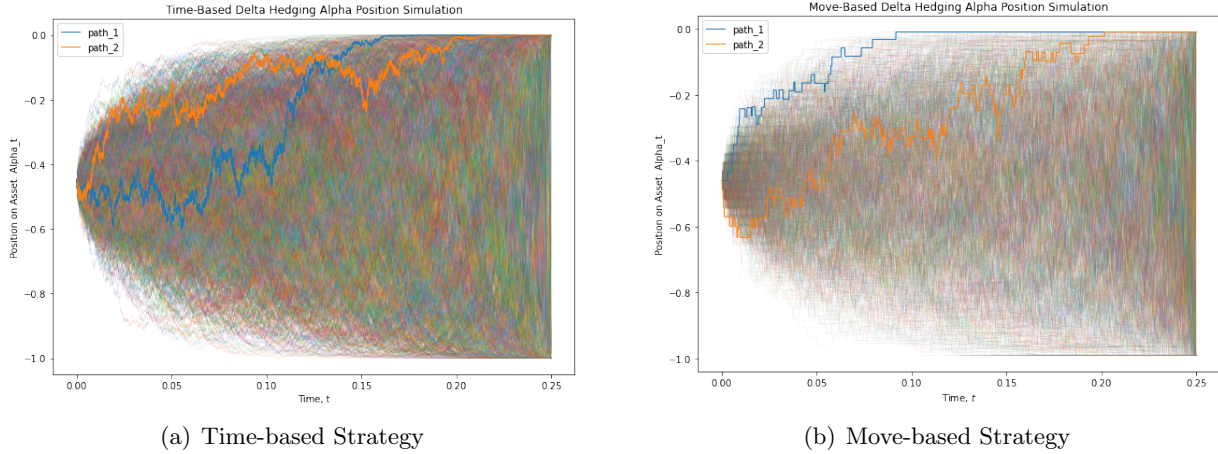 Time-Based Delta Hedging Alpha Position Simulation
path_1
path_2
Position on Asset. Alpha_t
0.0
−0.2
−0.4
−0.6
−0.8
−1.0
0.00 0.05 0.10 0.15 0.20 0.25
Time, t
(a) Time-based Strategy
Move-Based Delta Hedging Alpha Position Simulation
path_1
path_2
Position on Asset. Alpha_t
0.0
−0.2
−0.4
−0.6
−0.8
−1.0
0.00 0.05 0.10 0.15 0.20 0.25
Time, t
(b) Move-based Strategy